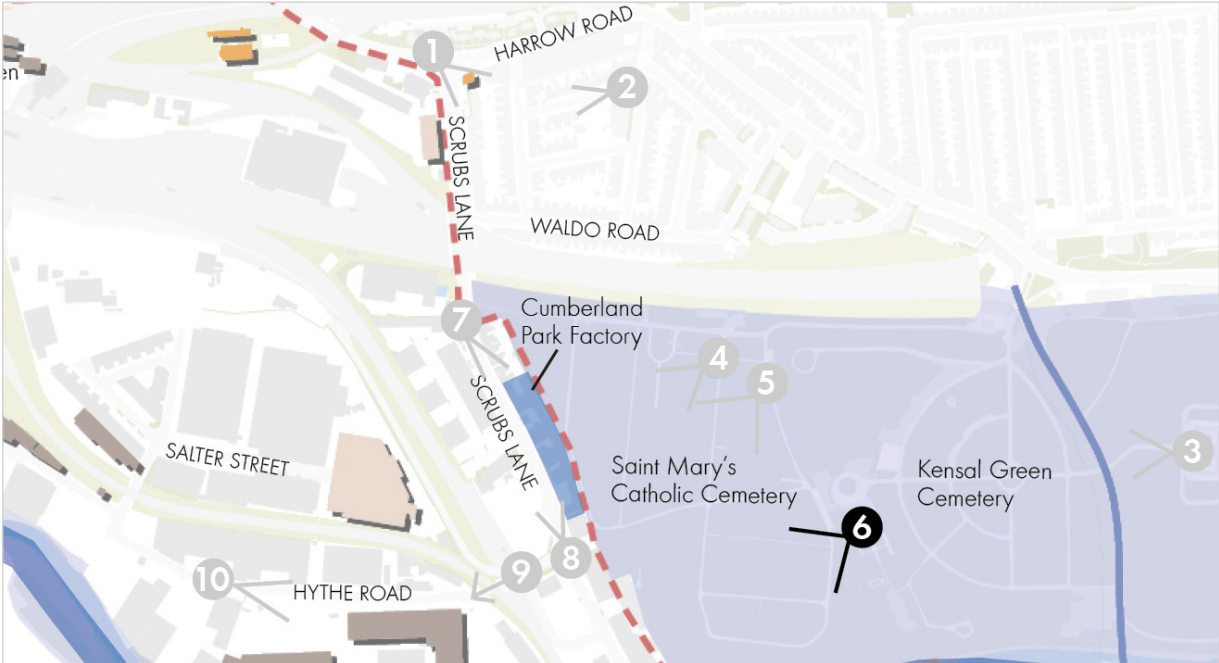 HARROW ROAD
1
2
en
SCRUBS LANE
WALDO ROAD
7
Cumberland
Park Factory
4
5
SCRUBS LANE
3
SALTER STREET
Saint Mary's
Catholic Cemetery
Kensal Green
Cemetery
6
8
9
10
HYTHE ROAD